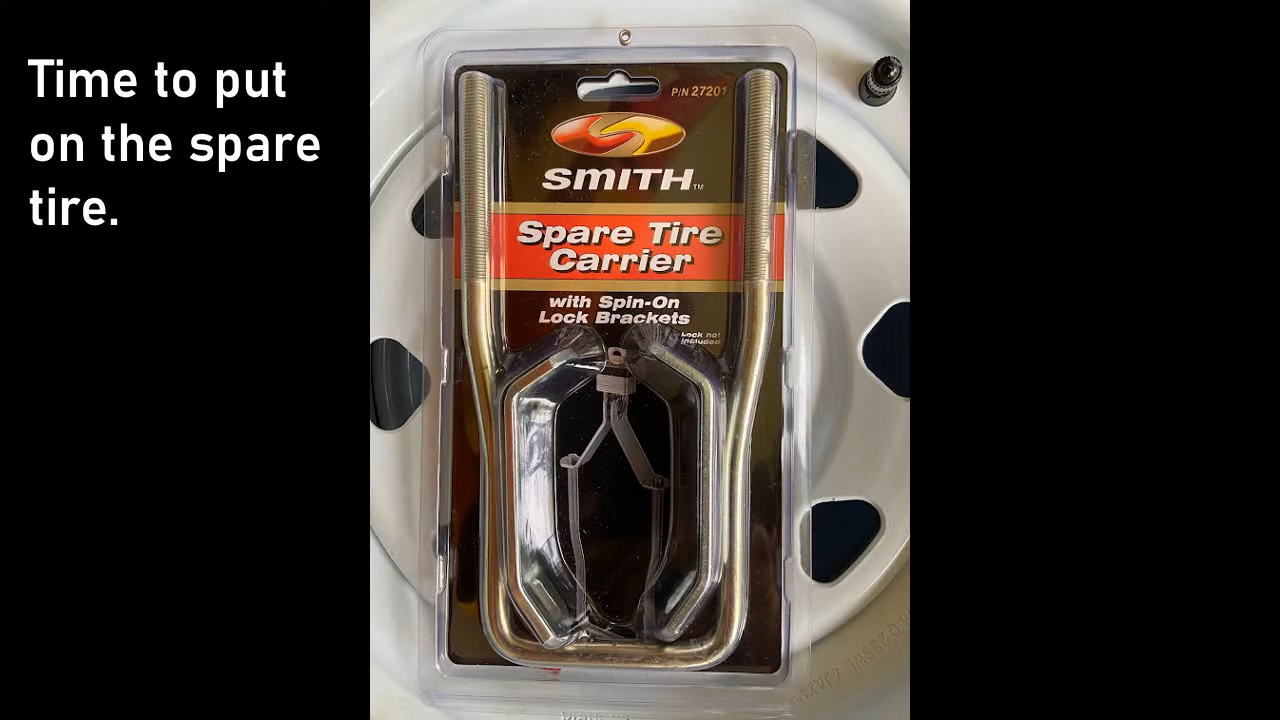 Time to put
on the spare
tire.
P/N 27201
SMITH™
Spare Tire
Carrier
with Spin-On
Lock Brackets
Lock not
included